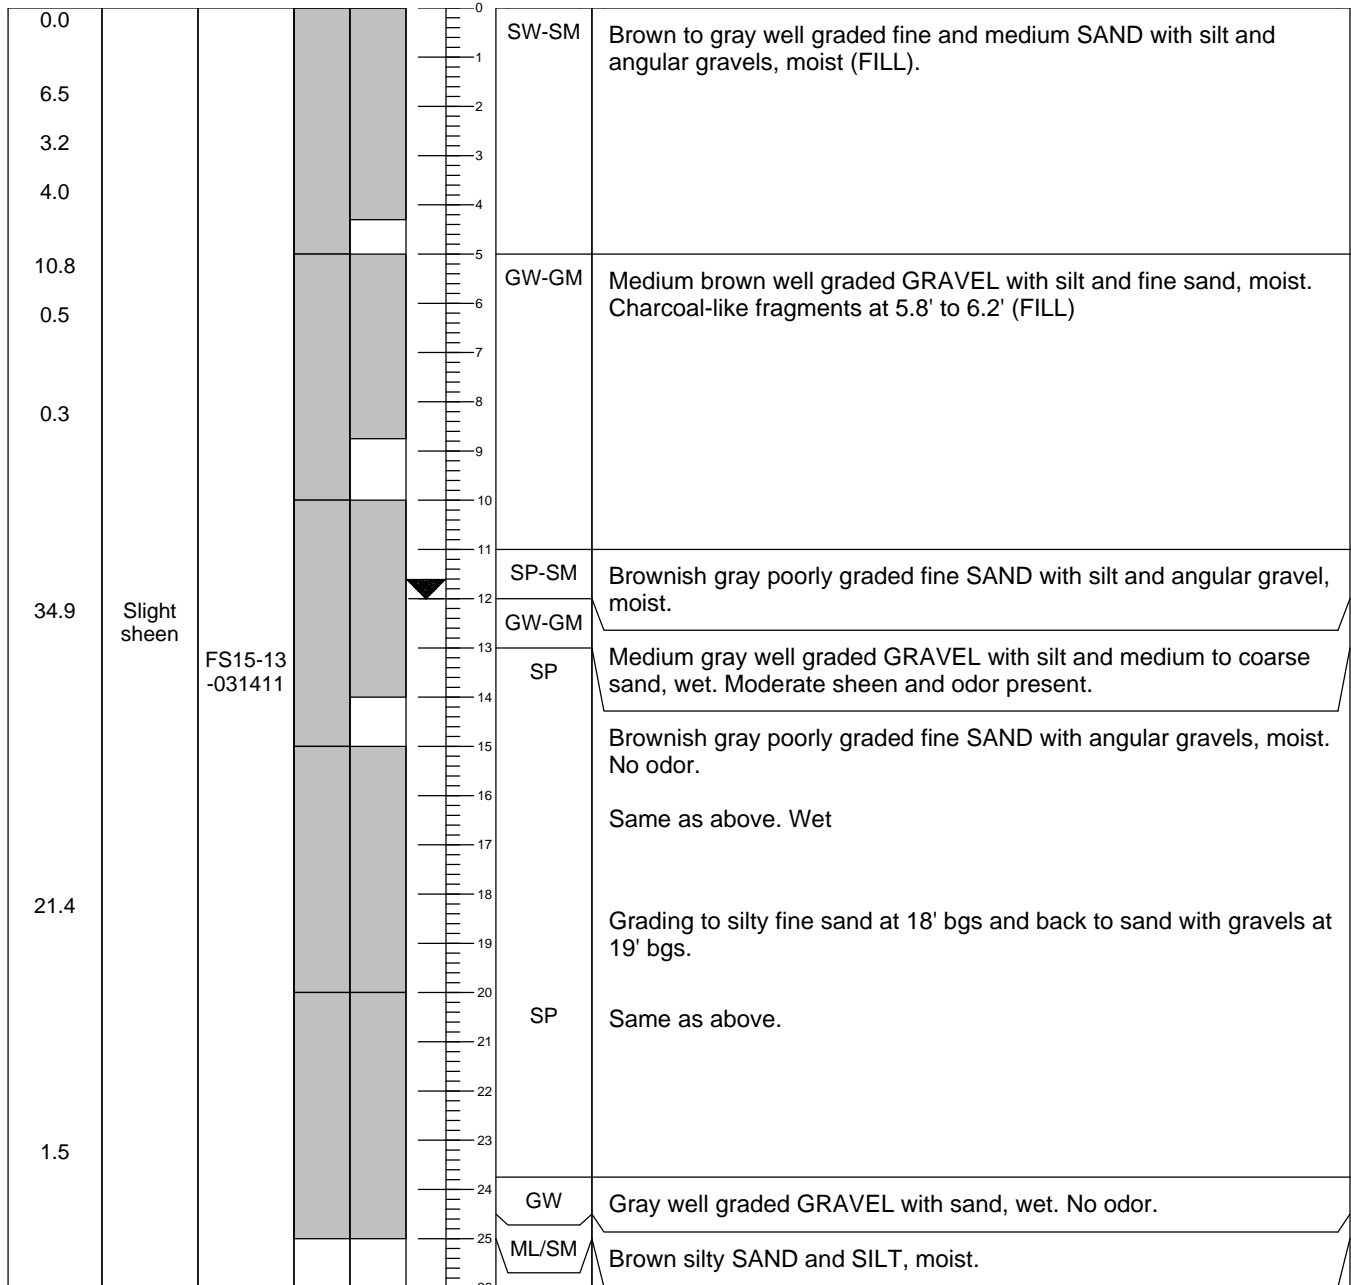 0.0
0
SW-SM
Brown to gray well graded fine and medium SAND with silt and
angular gravels, moist (FILL).
1
6.5
2
3.2
3
4.0
4
5
10.8
GW-GM
Medium brown well graded GRAVEL with silt and fine sand, moist.
Charcoal-like fragments at 5.8' to 6.2' (FILL)
6
0.5
7
8
0.3
9
10
11
SP-SM
Brownish gray poorly graded fine SAND with silt and angular gravel,
moist.
12
34.9
Slight
sheen
GW-GM
13
FS15-13
-031411
SP
Medium gray well graded GRAVEL with silt and medium to coarse
sand, wet. Moderate sheen and odor present.
14
Brownish gray poorly graded fine SAND with angular gravels, moist.
No odor.
15
16
Same as above. Wet
17
18
21.4
Grading to silty fine sand at 18' bgs and back to sand with gravels at
19' bgs.
19
20
SP
Same as above.
21
22
23
1.5
24
GW
Gray well graded GRAVEL with sand, wet. No odor.
25
ML/SM
Brown silty SAND and SILT, moist.